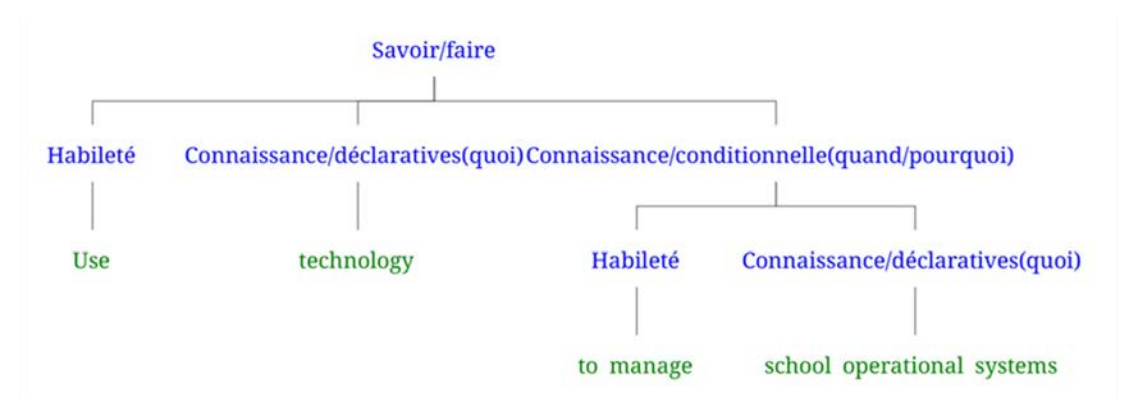 Savoir/faire
Habileté Connaissance/déclaratives(quoi) Connaissance/conditionnelle(quand/pourquoi)
Use technology Habileté Connaissance/déclaratives(quoi)
to manage school operational systems